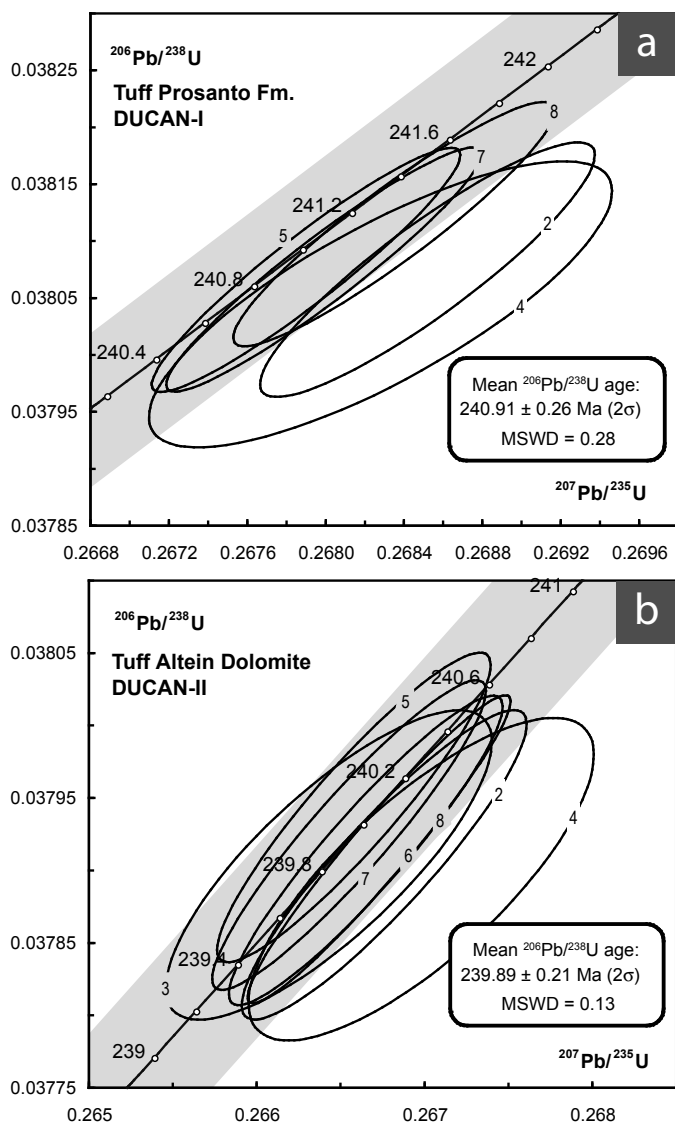 a
²⁰⁶Pb/²³⁸U
Tuff Prosanto Fm.
DUCAN-I
0.03825
0.03815
0.03805
0.03795
0.03785
242
241.6
241.2
240.8
240.4
8
7
5
2
4
Mean ²⁰⁶Pb/²³⁸U age:
240.91 ± 0.26 Ma (2σ)
MSWD = 0.28
²⁰⁷Pb/²³⁵U
0.2668 0.2672 0.2676 0.2680 0.2684 0.2688 0.2692 0.2696
b
²⁰⁶Pb/²³⁸U
Tuff Altein Dolomite
DUCAN-II
0.03805
0.03795
0.03785
0.03775
241
240.6
240.2
239.8
239.4
239
5
2
4
8
6
7
3
Mean ²⁰⁶Pb/²³⁸U age:
239.89 ± 0.21 Ma (2σ)
MSWD = 0.13
²⁰⁷Pb/²³⁵U
0.265 0.266 0.267 0.268